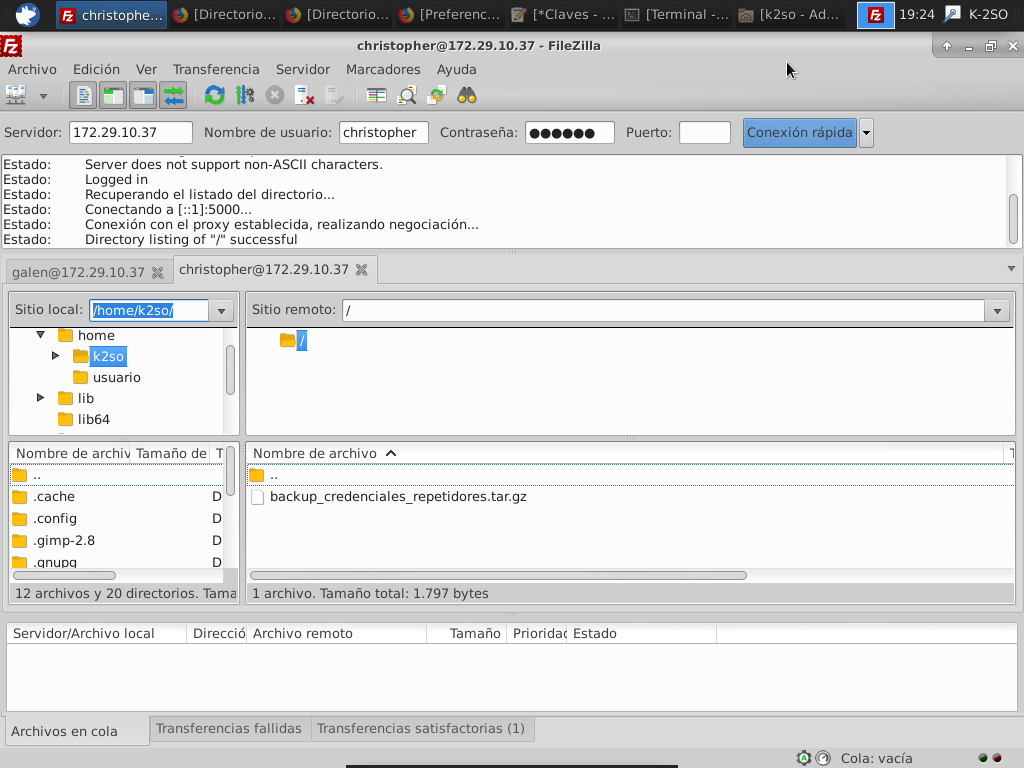 christophe... [Directorio... [Directorio... [Preferenc... [*Claves - ... [Terminal -... [k2so - Ad... 19:24 K-2SO
christopher@172.29.10.37 - FileZilla
Archivo Edición Ver Transferencia Servidor Marcadores Ayuda
Servidor: 172.29.10.37 Nombre de usuario: christopher Contraseña: ●●●●●● Puerto: Conexión rápida
Estado: Server does not support non-ASCII characters.
Estado: Logged in
Estado: Recuperando el listado del directorio...
Estado: Conectando a [::1]:5000...
Estado: Conexión con el proxy establecida, realizando negociación...
Estado: Directory listing of "/" successful
galen@172.29.10.37 christopher@172.29.10.37
Sitio local: /home/k2so/ Sitio remoto: /
home
k2so
usuario
lib
lib64
/
Nombre de archiv Tamaño de T
..
.cache D
.config D
.gimp-2.8 D
.gnupg D
12 archivos y 20 directorios. Tama
Nombre de archivo T
..
backup_credenciales_repetidores.tar.gz
1 archivo. Tamaño total: 1.797 bytes
Servidor/Archivo local Direcció Archivo remoto Tamaño Prioridad Estado
Archivos en cola Transferencias fallidas Transferencias satisfactorias (1)
Cola: vacía